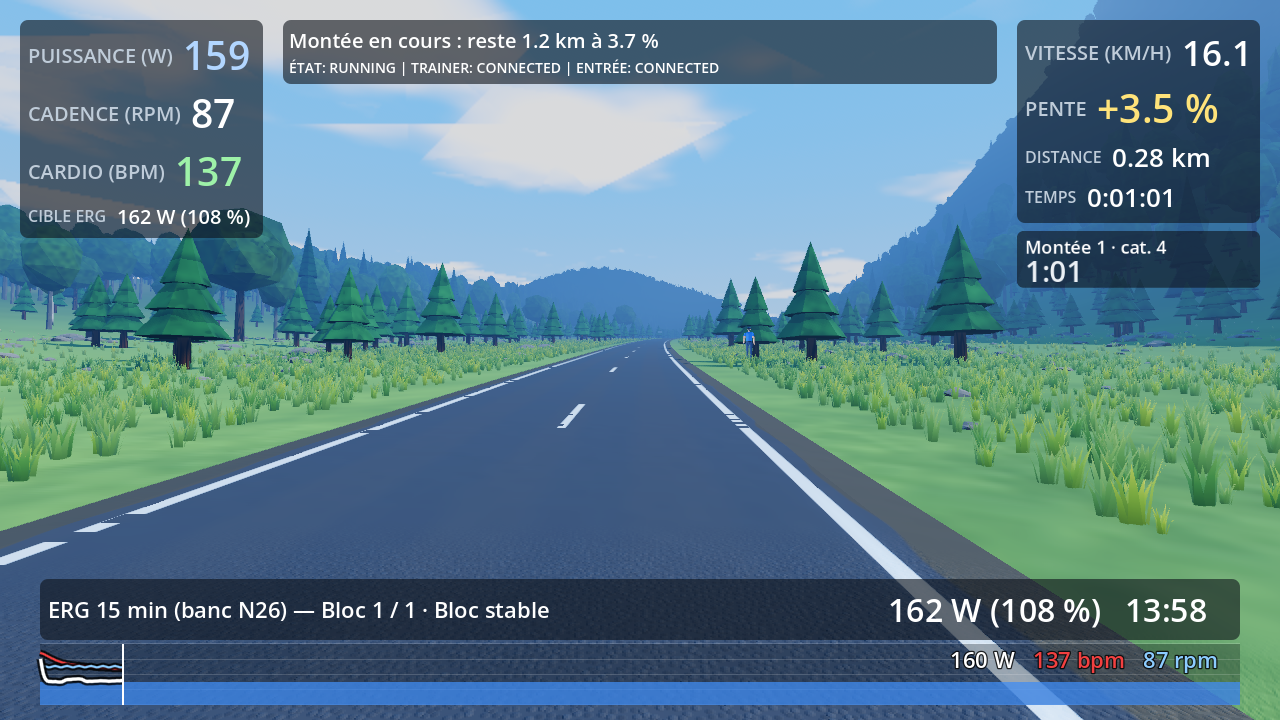 PUISSANCE (W) 159
CADENCE (RPM) 87
CARDIO (BPM) 137
CIBLE ERG 162 W (108 %)
Montée en cours : reste 1.2 km à 3.7 %
ÉTAT: RUNNING | TRAINER: CONNECTED | ENTRÉE: CONNECTED
VITESSE (KM/H) 16.1
PENTE +3.5 %
DISTANCE 0.28 km
TEMPS 0:01:01
Montée 1 · cat. 4
1:01
ERG 15 min (banc N26) — Bloc 1 / 1 · Bloc stable 162 W (108 %) 13:58
160 W 137 bpm 87 rpm